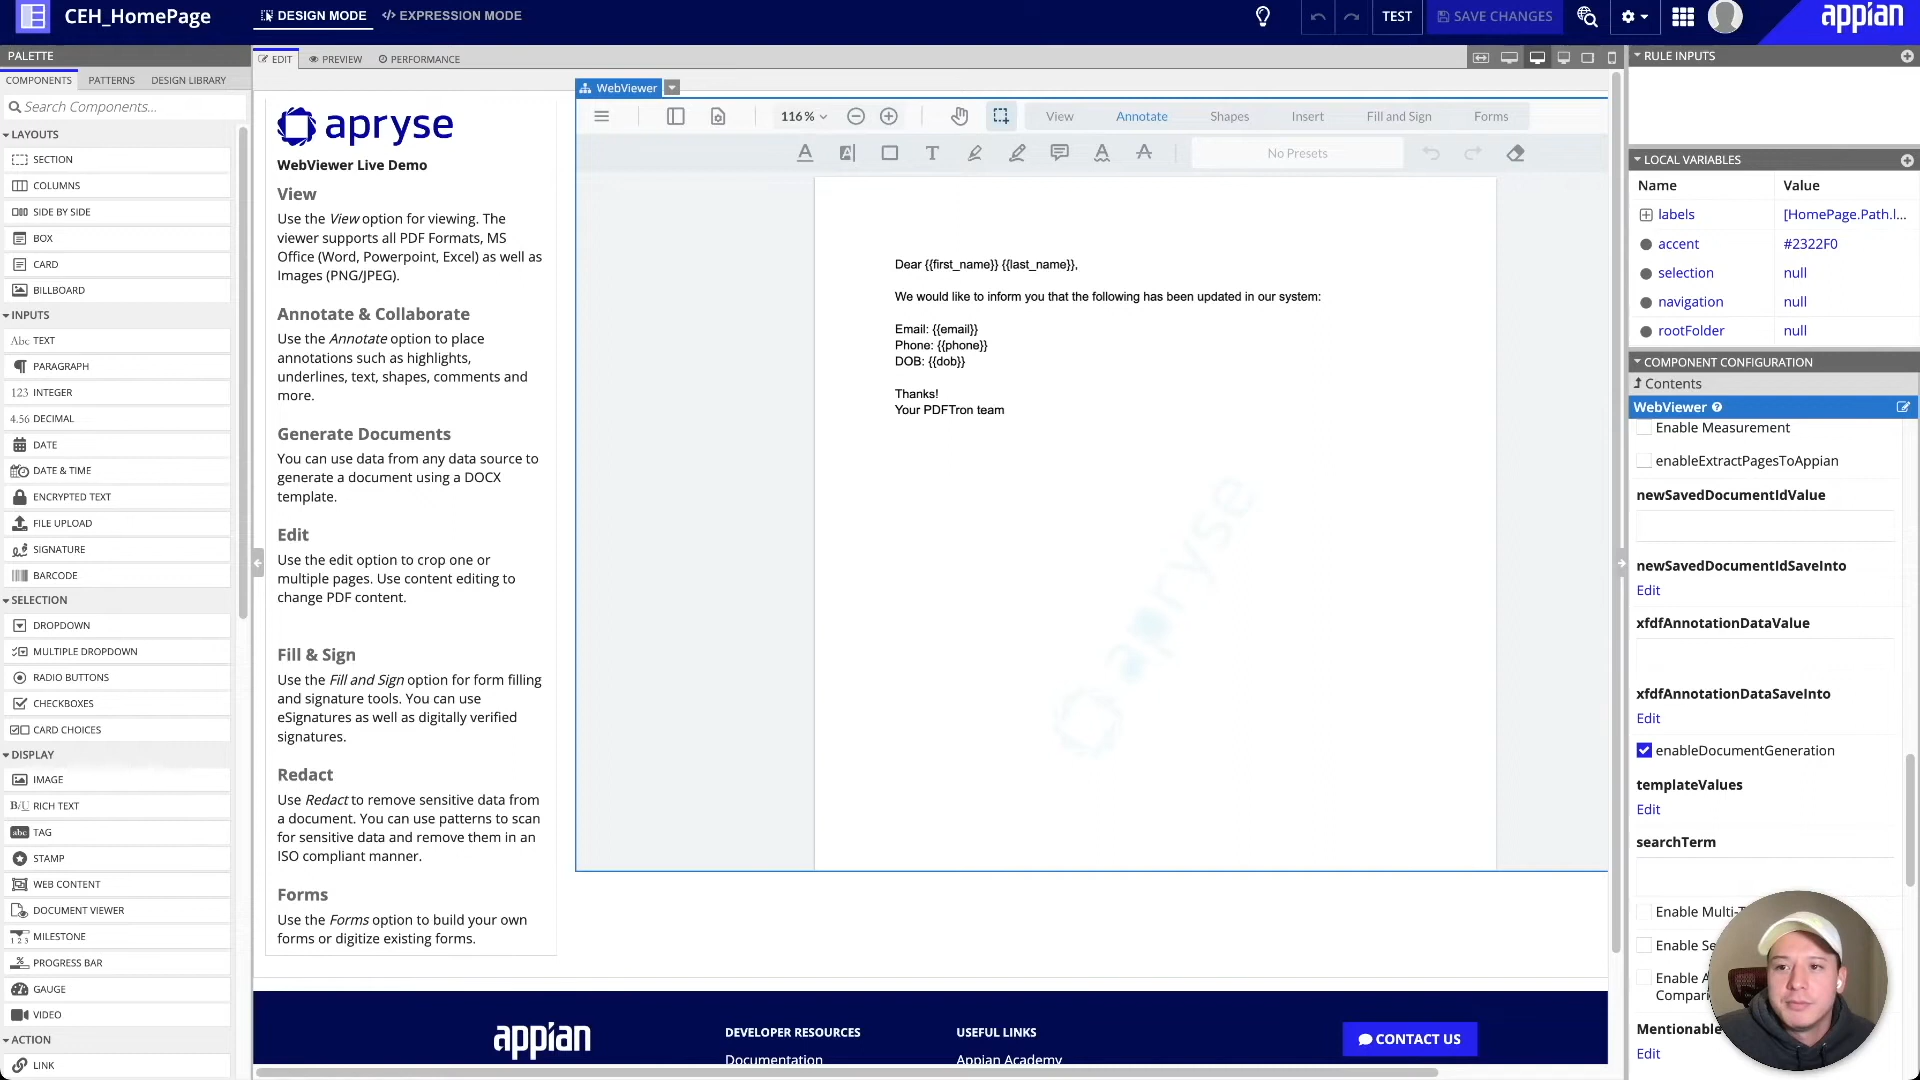 CEH_HomePage
DESIGN MODE
</> EXPRESSION MODE
TEST
SAVE CHANGES
appian
PALETTE
COMPONENTS
PATTERNS
DESIGN LIBRARY
Search Components...
LAYOUTS
SECTION
COLUMNS
SIDE BY SIDE
BOX
CARD
BILLBOARD
INPUTS
Abc TEXT
PARAGRAPH
123 INTEGER
4.56 DECIMAL
DATE
DATE & TIME
ENCRYPTED TEXT
FILE UPLOAD
SIGNATURE
BARCODE
SELECTION
DROPDOWN
MULTIPLE DROPDOWN
RADIO BUTTONS
CHECKBOXES
CARD CHOICES
DISPLAY
IMAGE
B/U RICH TEXT
abc TAG
STAMP
WEB CONTENT
DOCUMENT VIEWER
MILESTONE
PROGRESS BAR
GAUGE
VIDEO
ACTION
LINK
EDIT
PREVIEW
PERFORMANCE
apryse
WebViewer Live Demo
View
Use the View option for viewing. The
viewer supports all PDF Formats, MS
Office (Word, Powerpoint, Excel) as well as
Images (PNG/JPEG).
Annotate & Collaborate
Use the Annotate option to place
annotations such as highlights,
underlines, text, shapes, comments and
more.
Generate Documents
You can use data from any data source to
generate a document using a DOCX
template.
Edit
Use the edit option to crop one or
multiple pages. Use content editing to
change PDF content.
Fill & Sign
Use the Fill and Sign option for form filling
and signature tools. You can use
eSignatures as well as digitally verified
signatures.
Redact
Use Redact to remove sensitive data from
a document. You can use patterns to scan
for sensitive data and remove them in an
ISO compliant manner.
Forms
Use the Forms option to build your own
forms or digitize existing forms.
WebViewer
116%
View
Annotate
Shapes
Insert
Fill and Sign
Forms
No Presets
Dear {{first_name}} {{last_name}},
We would like to inform you that the following has been updated in our system:
Email: {{email}}
Phone: {{phone}}
DOB: {{dob}}
Thanks!
Your PDFTron team
apryse
appian
DEVELOPER RESOURCES
Documentation
USEFUL LINKS
Appian Academy
CONTACT US
RULE INPUTS
LOCAL VARIABLES
Name Value
labels [HomePage.Path.l...
accent #2322F0
selection null
navigation null
rootFolder null
COMPONENT CONFIGURATION
Contents
WebViewer
Enable Measurement
enableExtractPagesToAppian
newSavedDocumentIdValue
newSavedDocumentIdSaveInto
Edit
xfdfAnnotationDataValue
xfdfAnnotationDataSaveInto
Edit
enableDocumentGeneration
templateValues
Edit
searchTerm
Enable Multi-T
Enable Se
Enable A
Compari
Mentionable
Edit